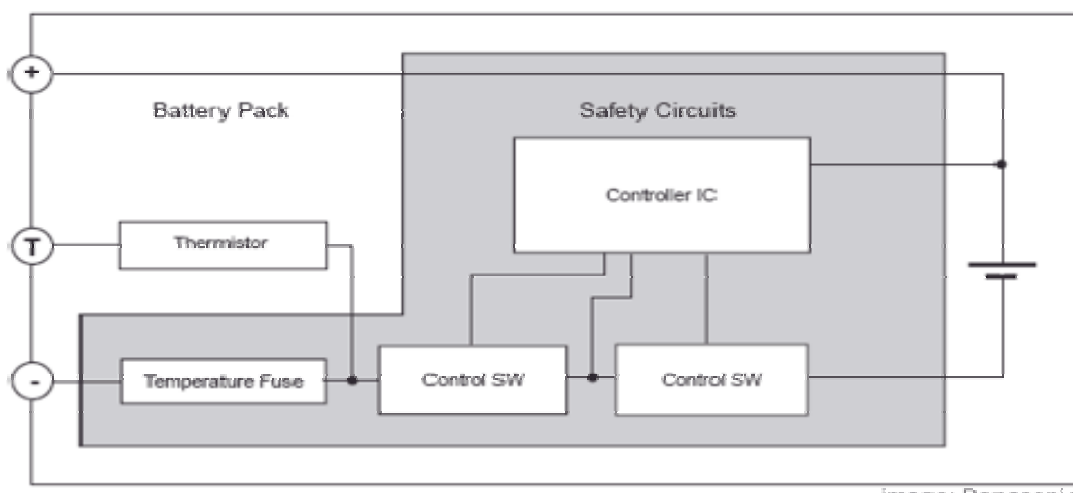 +
Battery Pack
Safety Circuits
Controller IC
T
Thermistor
-
Temperature Fuse
Control SW
Control SW